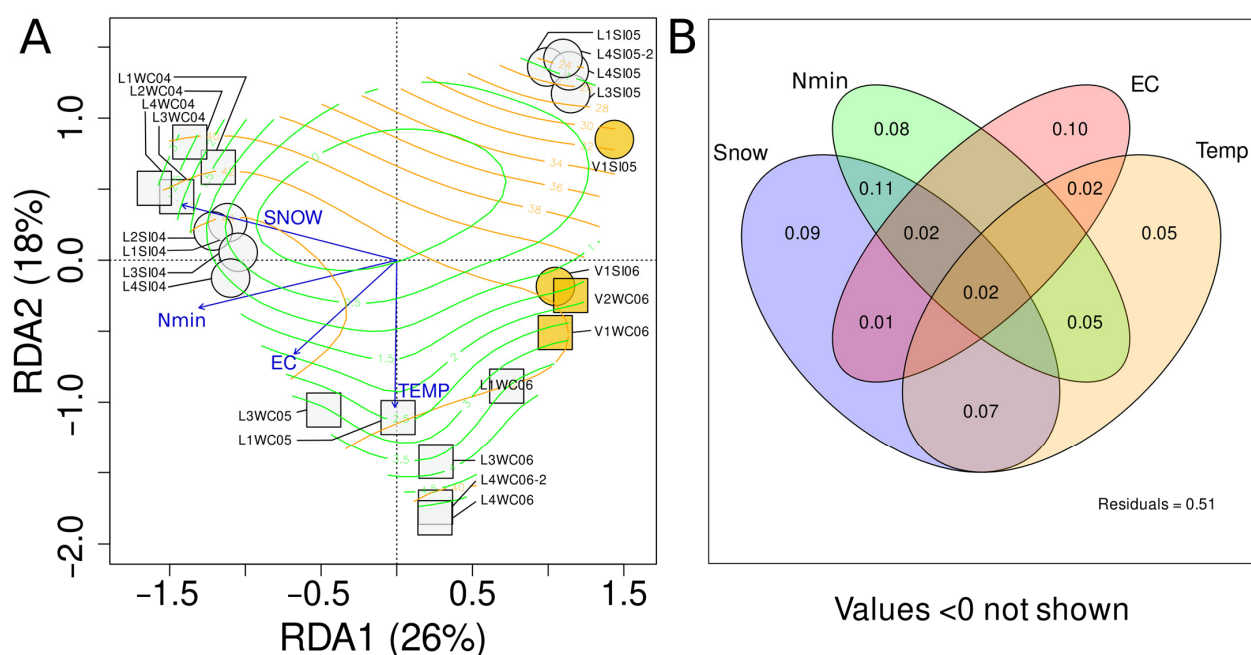 A
L1SI05
L4SI05-2
L4SI05
L3SI05
L1WC04
L2WC04
L4WC04
L3WC04
V1SI05
SNOW
L2SI04
L1SI04
L3SI04
L4SI04
Nmin
EC
TEMP
V1SI06
V2WC06
V1WC06
L1WC06
L3WC05
L1WC05
L3WC06
L4WC06-2
L4WC06
24
28
30
34
36
38
0
1.5
2
3
RDA2 (18%)
1.0
0.0
−1.0
−2.0
−1.5
−0.5
0.5
1.5
RDA1 (26%)
B
Nmin
EC
Snow
Temp
0.08
0.10
0.11
0.02
0.09
0.02
0.05
0.02
0.01
0.05
0.07
Residuals = 0.51
Values <0 not shown